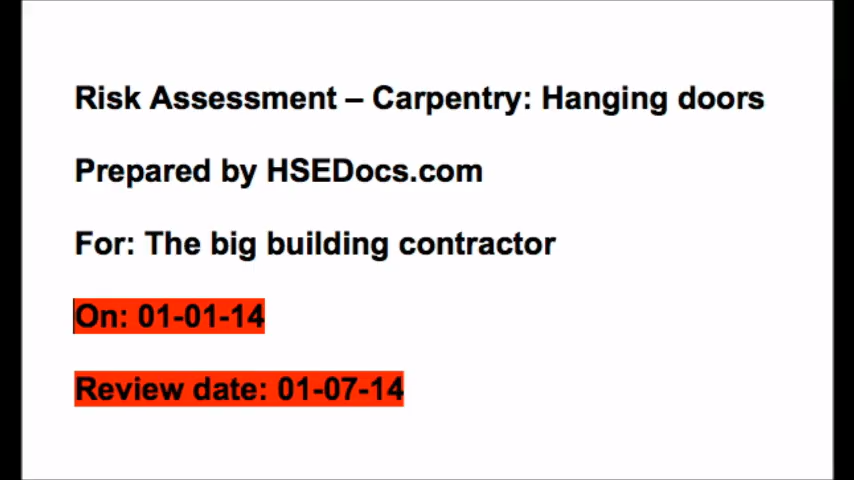 Risk Assessment – Carpentry: Hanging doors
Prepared by HSEDocs.com
For: The big building contractor
On: 01-01-14
Review date: 01-07-14